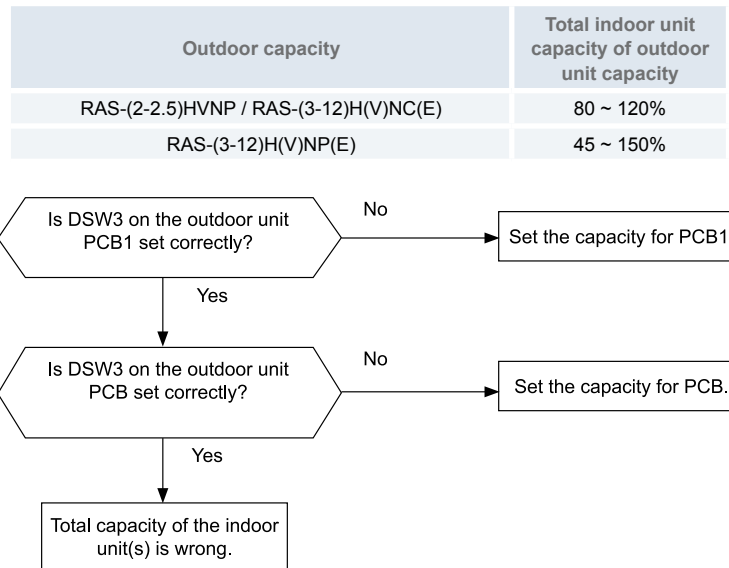 Outdoor capacity
Total indoor unit
capacity of outdoor
unit capacity
RAS-(2-2.5)HVNP / RAS-(3-12)H(V)NC(E)
80 ~ 120%
RAS-(3-12)H(V)NP(E)
45 ~ 150%
Is DSW3 on the outdoor unit
PCB1 set correctly?
No
Set the capacity for PCB1
Yes
Is DSW3 on the outdoor unit
PCB set correctly?
No
Set the capacity for PCB.
Yes
Total capacity of the indoor
unit(s) is wrong.